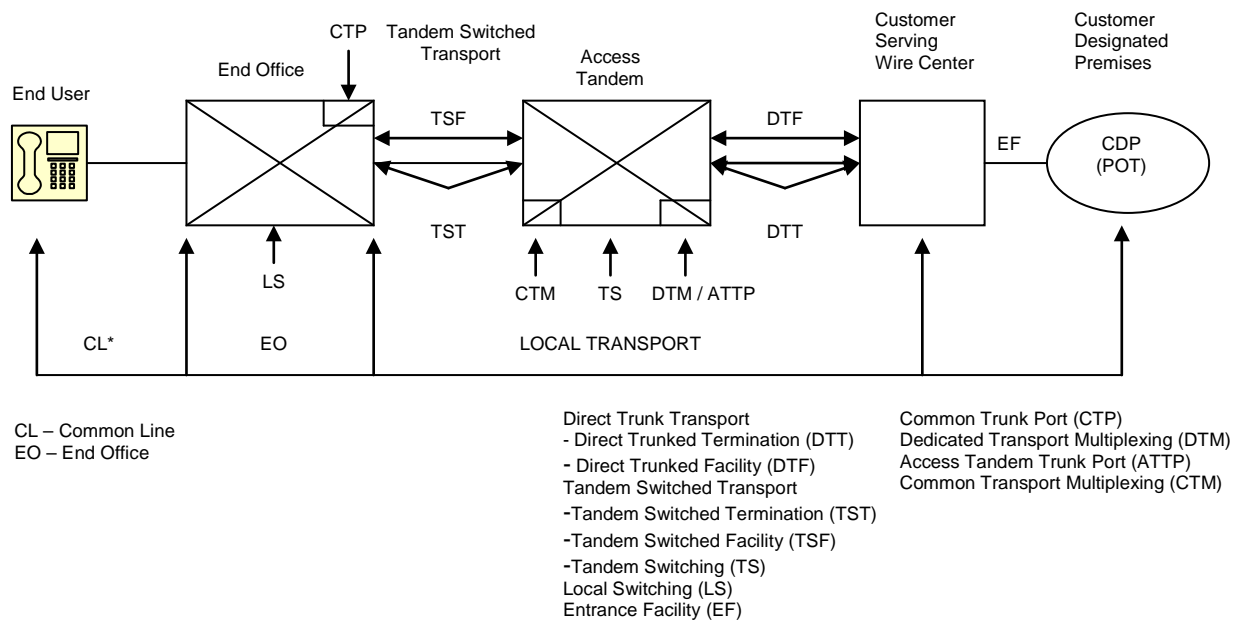 CTP
Tandem Switched
Transport
Customer
Serving
Wire Center
Customer
Designated
Premises
End Office
Access
Tandem
End User
TSF
DTF
EF
CDP
(POT)
TST
DTT
LS
CTM
TS
DTM / ATTP
CL*
EO
LOCAL TRANSPORT
CL – Common Line
EO – End Office
Direct Trunk Transport
- Direct Trunked Termination (DTT)
- Direct Trunked Facility (DTF)
Tandem Switched Transport
-Tandem Switched Termination (TST)
-Tandem Switched Facility (TSF)
-Tandem Switching (TS)
Local Switching (LS)
Entrance Facility (EF)
Common Trunk Port (CTP)
Dedicated Transport Multiplexing (DTM)
Access Tandem Trunk Port (ATTP)
Common Transport Multiplexing (CTM)